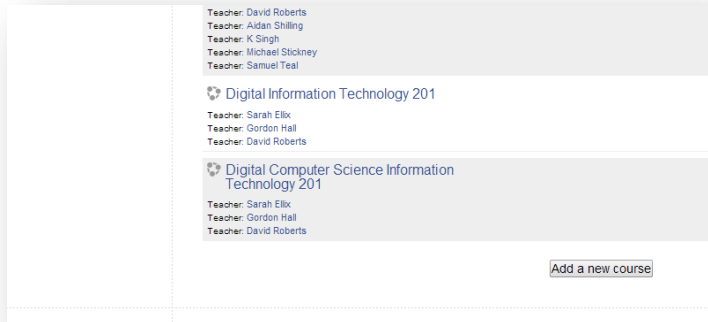 Teacher: David Roberts
Teacher: Aidan Shilling
Teacher: K Singh
Teacher: Michael Stickney
Teacher: Samuel Teal
Digital Information Technology 201
Teacher: Sarah Ellix
Teacher: Gordon Hall
Teacher: David Roberts
Digital Computer Science Information
Technology 201
Teacher: Sarah Ellix
Teacher: Gordon Hall
Teacher: David Roberts
Add a new course